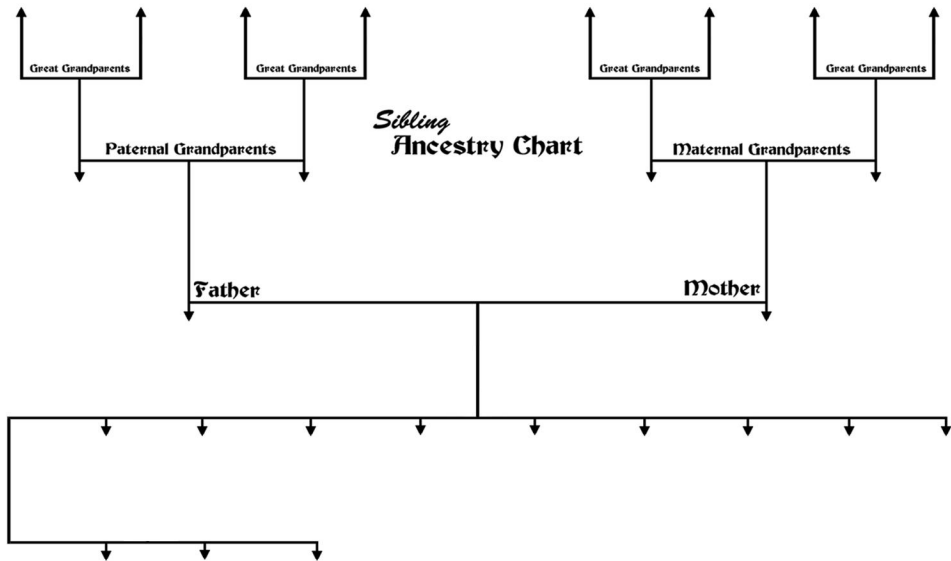 Great Grandparents
Great Grandparents
Great Grandparents
Great Grandparents
Sibling
Ancestry Chart
Paternal Grandparents
Maternal Grandparents
Father
Mother